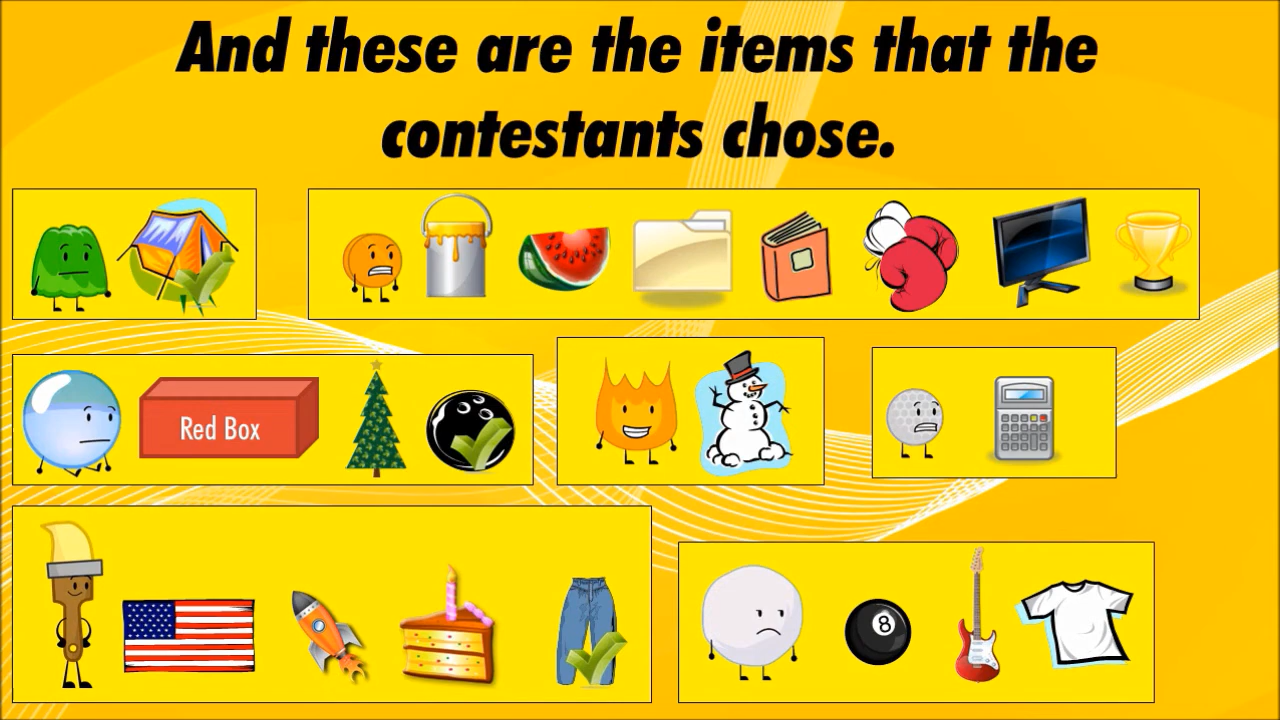 And these are the items that the
contestants chose.
Red Box
8